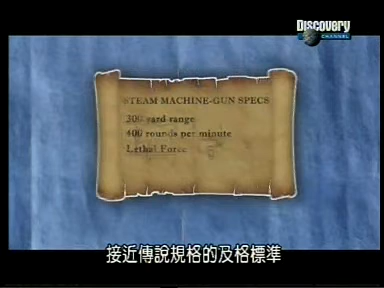 Discovery
CHANNEL
STEAM MACHINE-GUN SPECS
300 yard range
400 rounds per minute
Lethal Force
接近傳說規格的及格標準